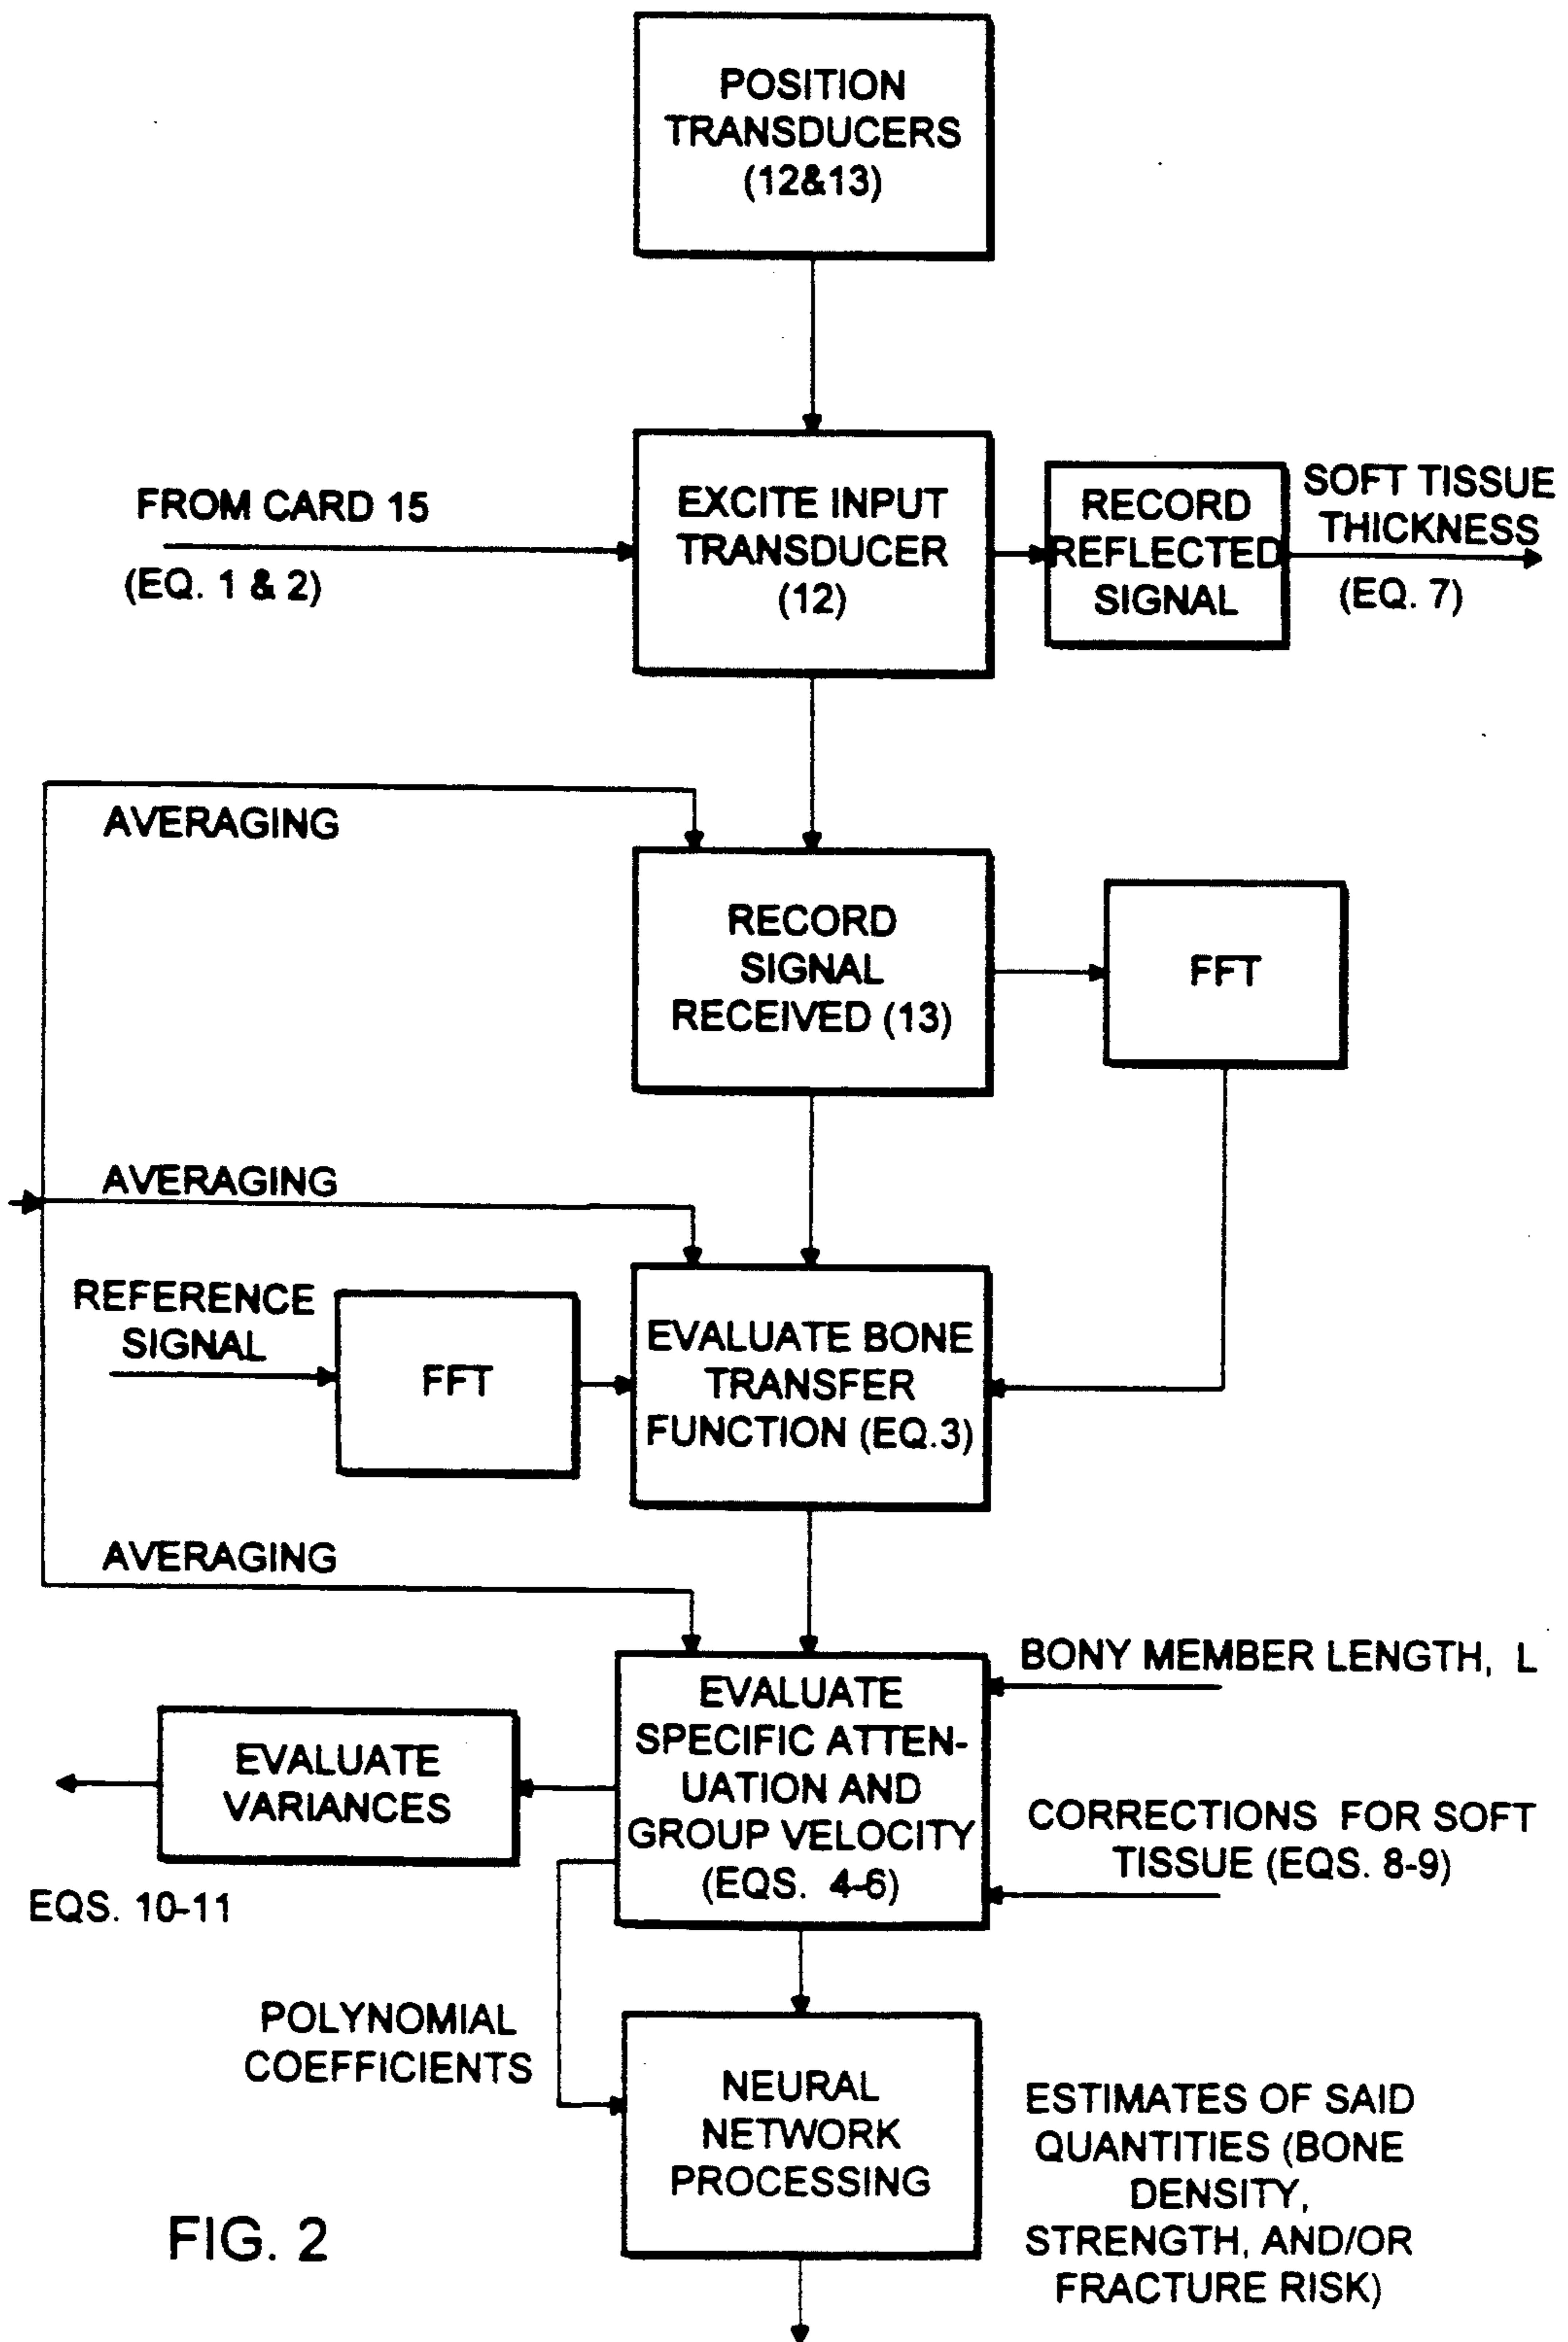 POSITION
TRANSDUCERS
(12&13)
FROM CARD 15
(EQ. 1 & 2)
EXCITE INPUT
TRANSDUCER
(12)
RECORD
REFLECTED
SIGNAL
SOFT TISSUE
THICKNESS
(EQ. 7)
AVERAGING
RECORD
SIGNAL
RECEIVED (13)
FFT
AVERAGING
REFERENCE
SIGNAL
FFT
EVALUATE BONE
TRANSFER
FUNCTION (EQ.3)
AVERAGING
BONY MEMBER LENGTH, L
EVALUATE
SPECIFIC ATTEN-
UATION AND
GROUP VELOCITY
(EQS. 4-6)
EVALUATE
VARIANCES
EQS. 10-11
CORRECTIONS FOR SOFT
TISSUE (EQS. 8-9)
POLYNOMIAL
COEFFICIENTS
NEURAL
NETWORK
PROCESSING
ESTIMATES OF SAID
QUANTITIES (BONE
DENSITY,
STRENGTH, AND/OR
FRACTURE RISK)
FIG. 2